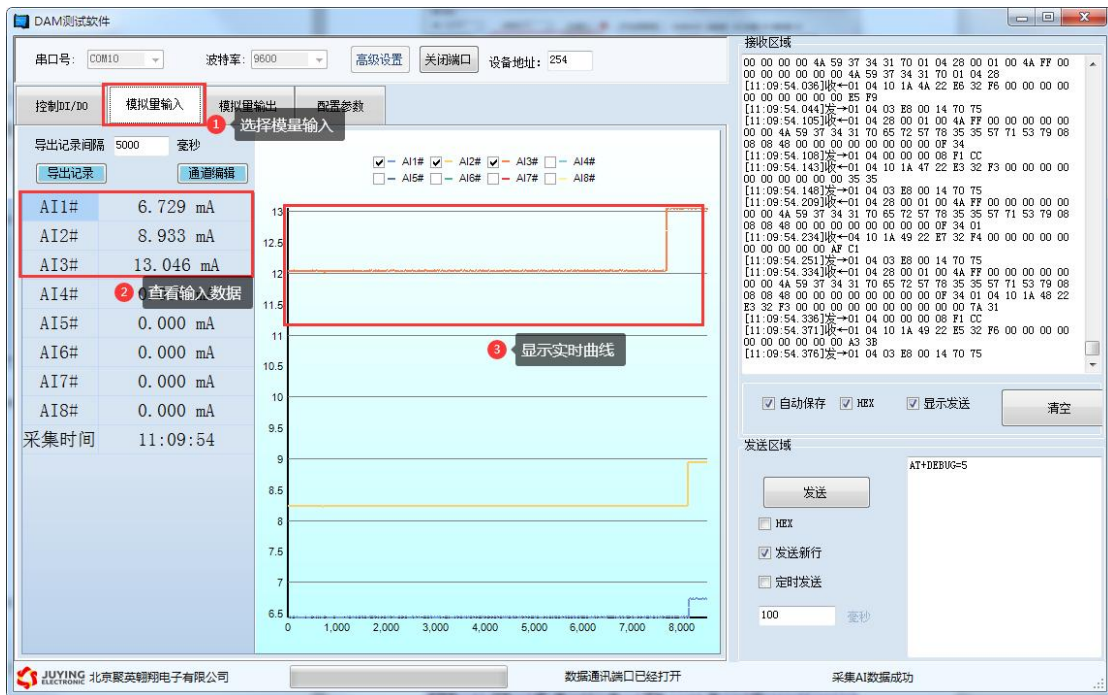 DAM测试软件
串口号: COM10 波特率: 9600 高级设置 关闭端口 设备地址: 254
控制DI/DO 模拟量输入 模拟量输出 配置参数
1 选择模量输入
导出记录间隔 5000 毫秒
导出记录 通道编辑
AI1# 6.729 mA
AI2# 8.933 mA
AI3# 13.046 mA
AI4#
2 查看输入数据
AI5# 0.000 mA
AI6# 0.000 mA
AI7# 0.000 mA
AI8# 0.000 mA
采集时间 11:09:54
AI1# AI2# AI3# AI4#
AI5# AI6# AI7# AI8#
13
12.5
12
11.5
11
10.5
10
9.5
9
8.5
8
7.5
7
6.5
0 1,000 2,000 3,000 4,000 5,000 6,000 7,000 8,000
3 显示实时曲线
接收区域
00 00 00 00 4A 59 37 34 31 70 01 04 28 00 01 00 4A FF 00
00 00 00 00 00 00 4A 59 37 34 31 70 01 04 28
[11:09:54.036]收←01 04 10 1A 4A 22 E6 32 F6 00 00 00 00
00 00 00 00 00 00 E5 F9
[11:09:54.044]发→01 04 03 E8 00 14 70 75
[11:09:54.105]收←01 04 28 00 01 00 4A FF 00 00 00 00 00
00 00 4A 59 37 34 31 70 65 72 57 78 35 35 57 71 53 79 08
08 08 48 00 00 00 00 00 00 00 00 0F 34
[11:09:54.108]发→01 04 00 00 00 08 F1 CC
[11:09:54.143]收←01 04 10 1A 47 22 E3 32 F3 00 00 00 00
00 00 00 00 00 00 35 35
[11:09:54.148]发→01 04 03 E8 00 14 70 75
[11:09:54.209]收←01 04 28 00 01 00 4A FF 00 00 00 00 00
00 00 4A 59 37 34 31 70 65 72 57 78 35 35 57 71 53 79 08
08 08 48 00 00 00 00 00 00 00 00 0F 34 01
[11:09:54.234]收←04 10 1A 49 22 E7 32 F4 00 00 00 00 00
00 00 00 00 00 AF C1
[11:09:54.251]发→01 04 03 E8 00 14 70 75
[11:09:54.334]收←01 04 28 00 01 00 4A FF 00 00 00 00 00
00 00 4A 59 37 34 31 70 65 72 57 78 35 35 57 71 53 79 08
08 08 48 00 00 00 00 00 00 00 00 0F 34 01 04 10 1A 48 22
E3 32 F3 00 00 00 00 00 00 00 00 00 00 7A 31
[11:09:54.336]发→01 04 00 00 00 08 F1 CC
[11:09:54.371]收←01 04 10 1A 49 22 E5 32 F6 00 00 00 00
00 00 00 00 00 00 A3 3B
[11:09:54.376]发→01 04 03 E8 00 14 70 75
自动保存 HEX 显示发送 清空
发送区域
AT+DEBUG=5
发送
HEX
发送新行
定时发送
100 毫秒
JUYING ELECTRONIC 北京聚英翱翔电子有限公司 数据通讯端口已经打开 采集AI数据成功